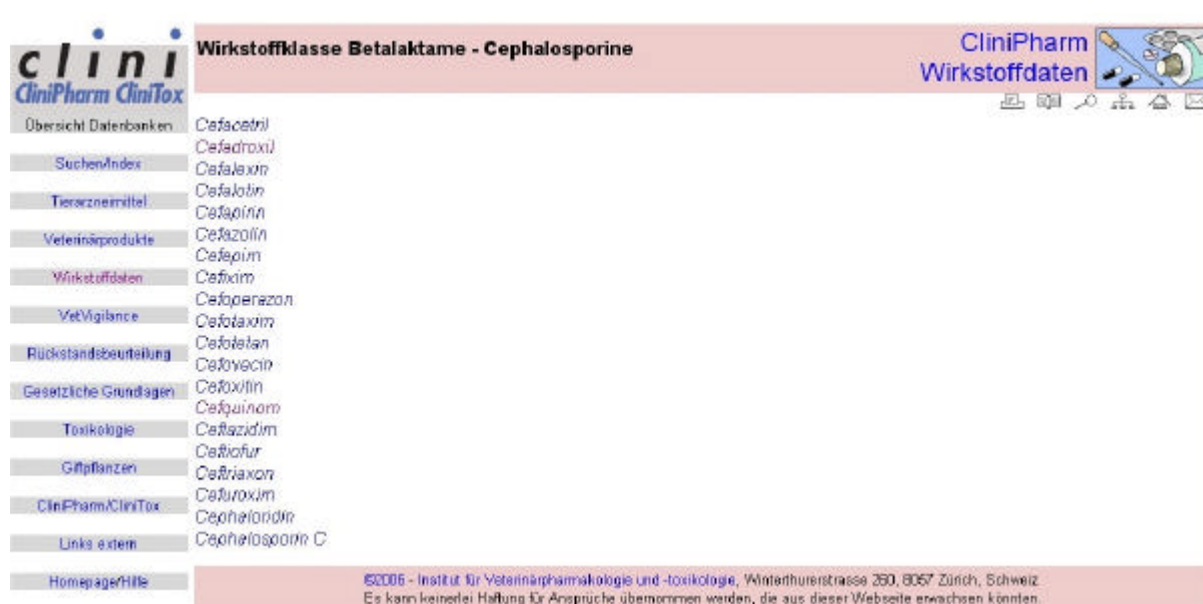 clini
CliniPharm CliniTox
Wirkstoffklasse Betalaktame - Cephalosporine
CliniPharm
Wirkstoffdaten
Übersicht Datenbanken
Suchen/Index
Tierarzneimittel
Veterinärprodukte
Wirkstoffdaten
VetVigilance
Rückstandsbeurteilung
Gesetzliche Grundlagen
Toxikologie
Giftpflanzen
CliniPharm/CliniTox
Links extern
Homepage/Hilfe
Cefacetril
Cefadroxil
Cefalexin
Cefalotin
Cefapirin
Cefazolin
Cefepim
Cefixim
Cefoperazon
Cefotaxim
Cefotetan
Cefovecin
Cefoxitin
Cefquinom
Ceftazidim
Ceftiofur
Ceftriaxon
Cefuroxim
Cephaloridin
Cephalosporin C
©2006 - Institut für Veterinärpharmakologie und -toxikologie, Winterthurerstrasse 260, 8057 Zürich, Schweiz
Es kann keinerlei Haftung für Ansprüche übernommen werden, die aus dieser Webseite erwachsen könnten.